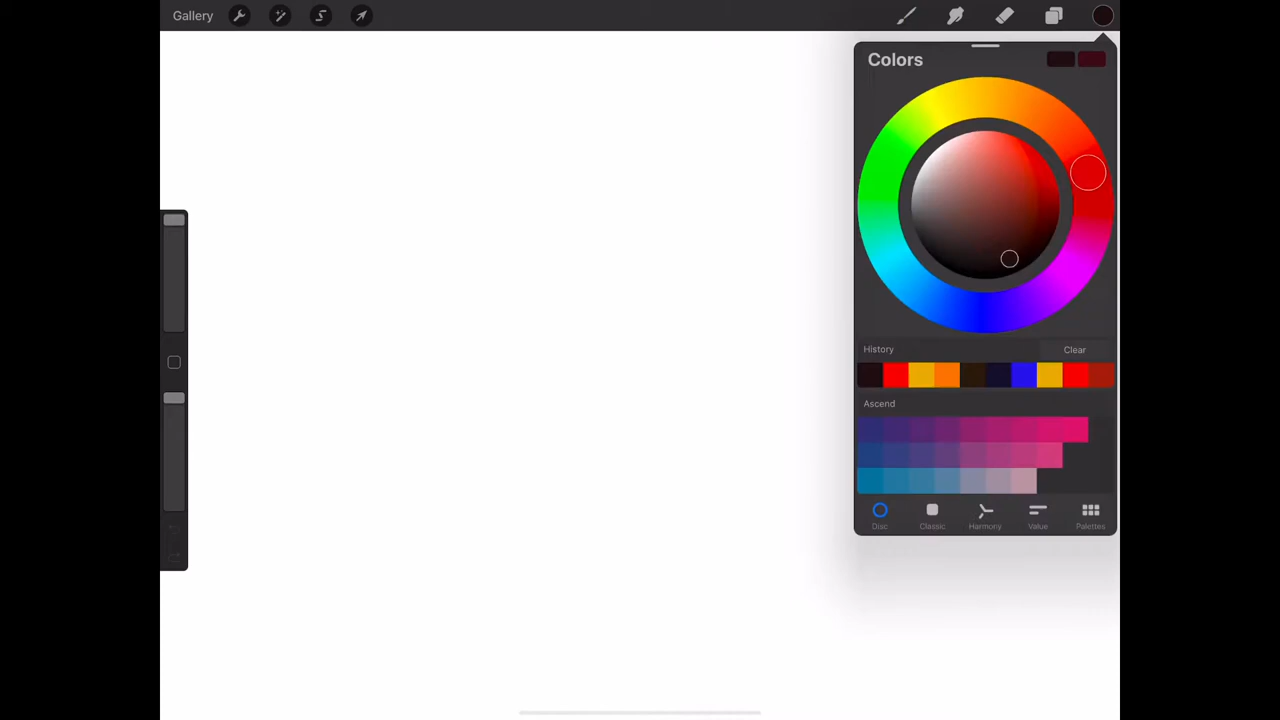 Gallery
Colors
History Clear
Ascend
Disc Classic Harmony Value Palettes